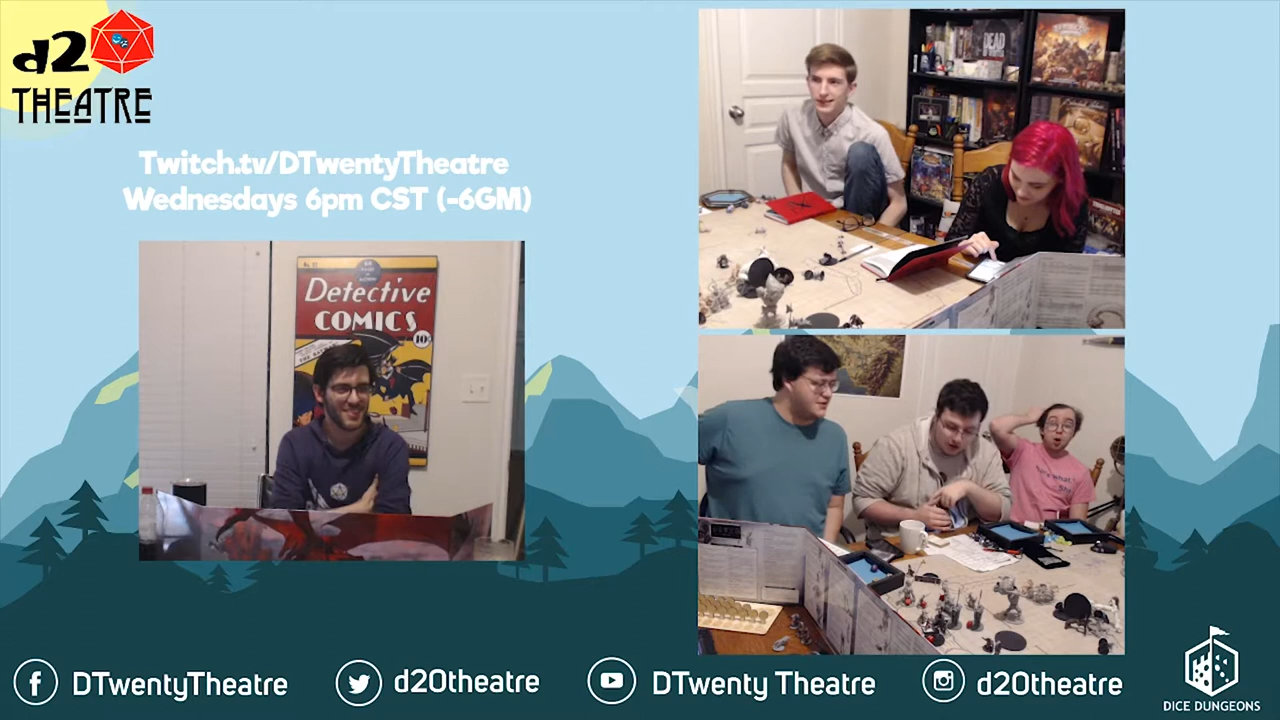 d20
THEATRE
Twitch.tv/DTwentyTheatre
Wednesdays 6pm CST (-6GM)
Detective
COMICS
10¢
DEAD
DTwentyTheatre
d20theatre
DTwenty Theatre
d20theatre
DICE DUNGEONS